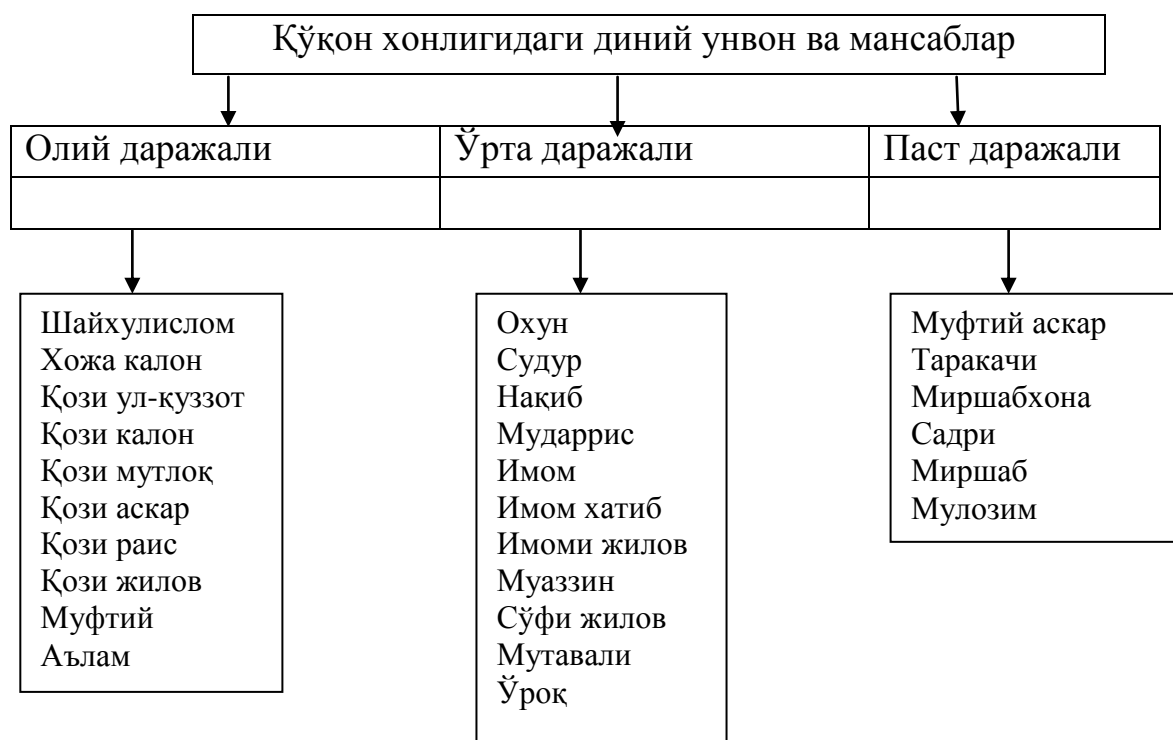 Қўқон хонлигидаги диний унвон ва мансаблар
Олий даражали
Ўрта даражали
Паст даражали
Шайхулислом
Хожа калон
Қози ул-қуззот
Қози калон
Қози мутлоқ
Қози аскар
Қози раис
Қози жилов
Муфтий
Аълам
Охун
Судур
Нақиб
Мударрис
Имом
Имом хатиб
Имоми жилов
Муаззин
Сўфи жилов
Мутавали
Ўроқ
Муфтий аскар
Таракачи
Миршабхона
Садри
Миршаб
Мулозим